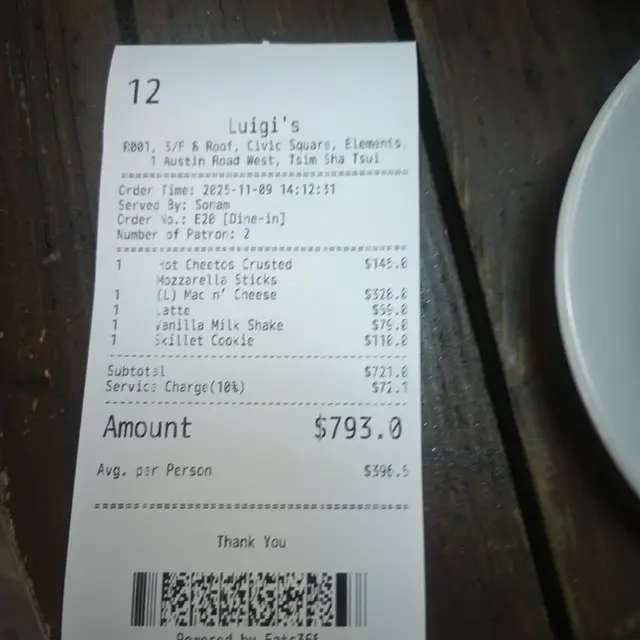 12
Luigi's
R001, 3/F & Roof, Civic Square, Elements,
1 Austin Road West, Tsim Sha Tsui
Order Time: 2025-11-09 14:12:31
Served By: Sonam
Order No.: E20 [Dine-in]
Number of Patron: 2
1 Hot Cheetos Crusted $145.0
Mozzarella Sticks
1 (L) Mac n' Cheese $328.0
1 Latte $59.0
1 Vanilla Milk Shake $79.0
1 Skillet Cookie $110.0
Subtotal $721.0
Service Charge(10%) $72.1
Amount $793.0
Avg. per Person $396.5
Thank You
Powered by Eats365